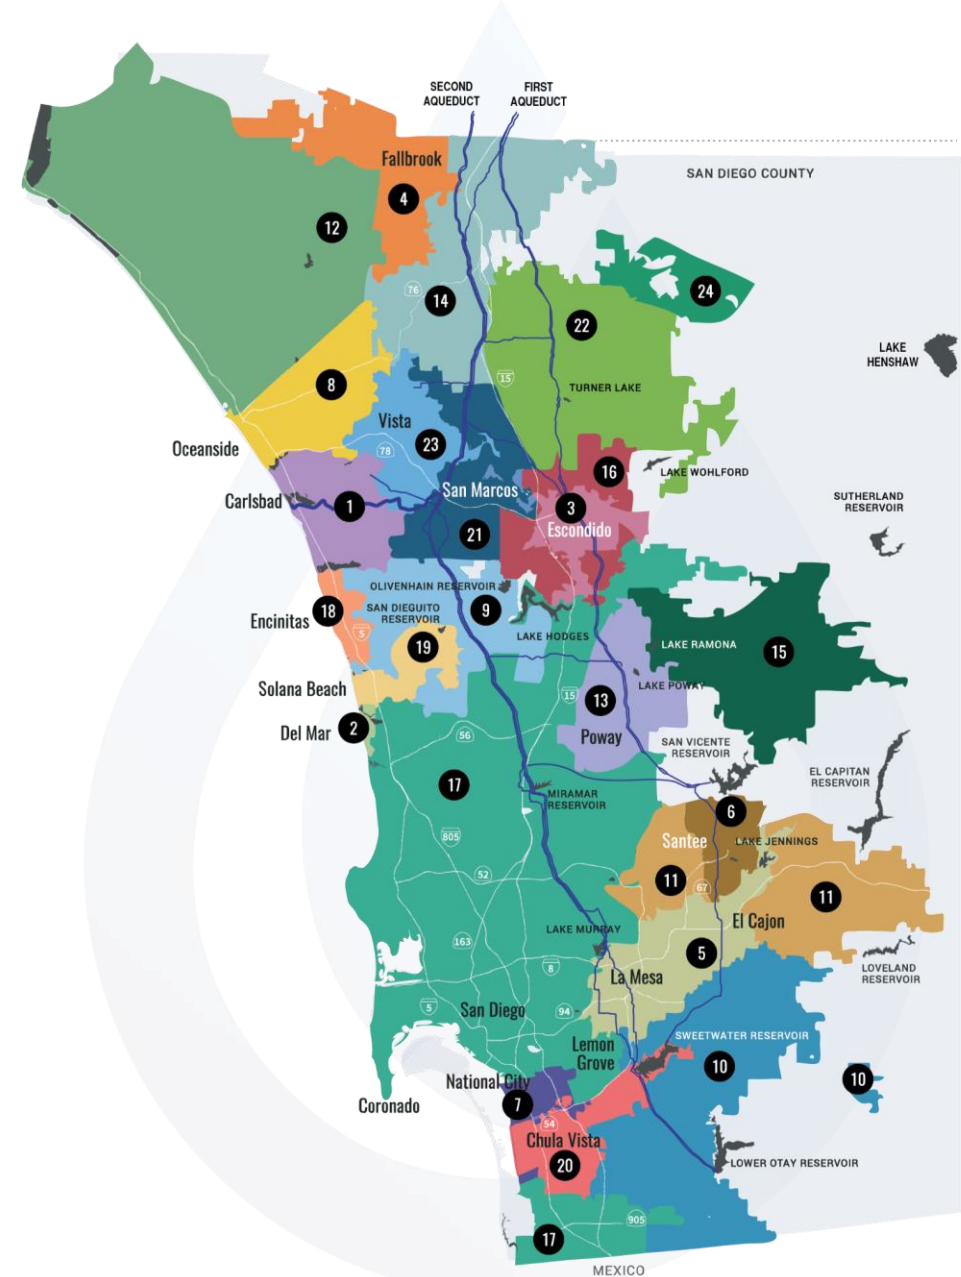 SECOND
AQUEDUCT
FIRST
AQUEDUCT
SAN DIEGO COUNTY
Fallbrook
4
12
24
76
14
22
LAKE
HENSHAW
8
15
TURNER LAKE
Vista
23
Oceanside
78
16
LAKE WOHLFORD
San Marcos
Carlsbad
1
3
Escondido
SUTHERLAND
RESERVOIR
21
OLIVENHAIN RESERVOIR
18
SAN DIEGUITO
RESERVOIR
9
Encinitas
5
LAKE HODGES
19
LAKE RAMONA
15
Solana Beach
LAKE POWAY
15
13
Del Mar
2
56
Poway
SAN VICENTE
RESERVOIR
17
EL CAPITAN
RESERVOIR
MIRAMAR
RESERVOIR
6
805
Santee
LAKE JENNINGS
52
11
67
11
El Cajon
LAKE MURRAY
163
5
8
La Mesa
LOVELAND
RESERVOIR
5
San Diego
94
SWEETWATER RESERVOIR
Lemon
Grove
10
10
National City
7
Coronado
54
Chula Vista
20
LOWER OTAY RESERVOIR
905
17
MEXICO